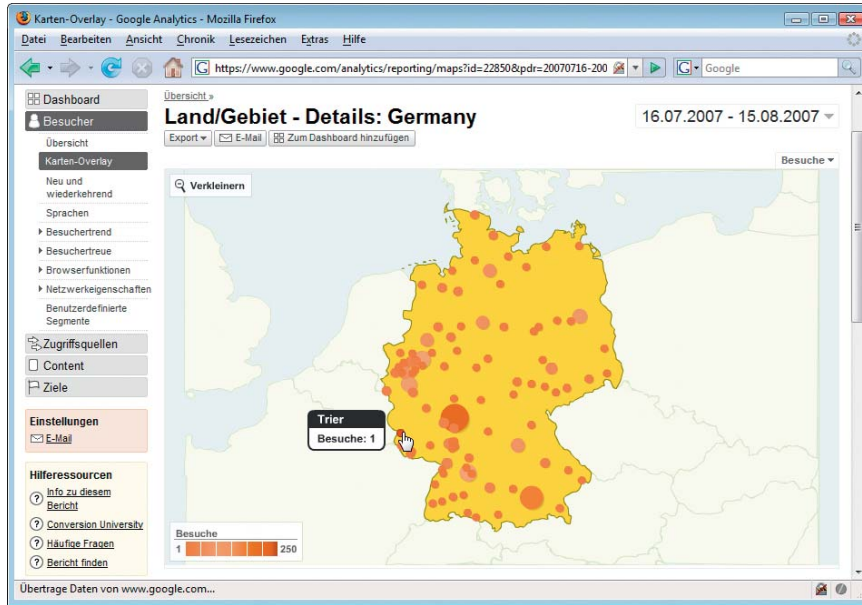 Karten-Overlay - Google Analytics - Mozilla Firefox
Datei Bearbeiten Ansicht Chronik Lesezeichen Extras Hilfe
https://www.google.com/analytics/reporting/maps?id=22850&pdr=20070716-200
G Google
Dashboard
Besucher
Übersicht
Karten-Overlay
Neu und
wiederkehrend
Sprachen
Besuchertrend
Besuchertreue
Browserfunktionen
Netzwerkeigenschaften
Benutzerdefinierte
Segmente
Zugriffsquellen
Content
Ziele
Einstellungen
E-Mail
Hilferessourcen
Info zu diesem
Bericht
Conversion University
Häufige Fragen
Bericht finden
Übersicht »
Land/Gebiet - Details: Germany
16.07.2007 - 15.08.2007
Export E-Mail Zum Dashboard hinzufügen
Besuche
Verkleinern
Trier
Besuche: 1
Besuche
1 250
Übertrage Daten von www.google.com...